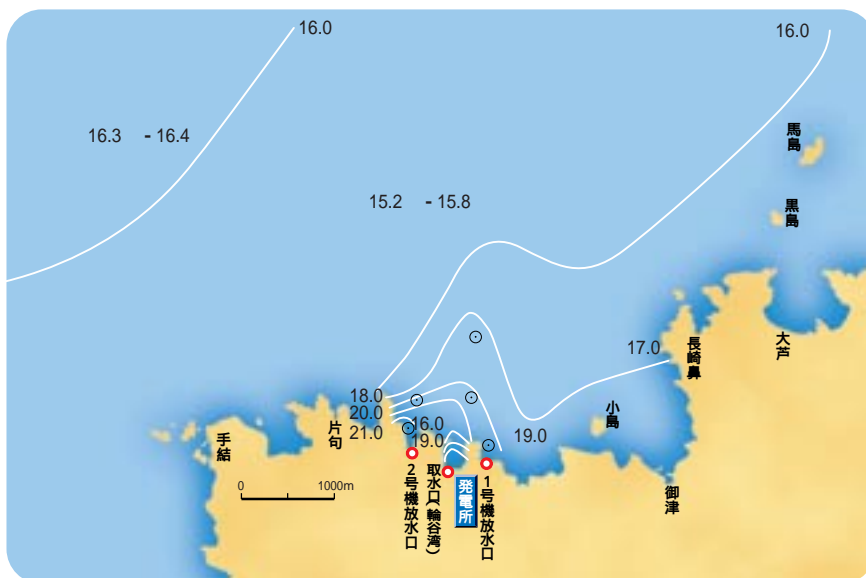 16.0
16.0
16.3 - 16.4
馬島
15.2 - 15.8
黒島
大芦
長崎鼻
17.0
18.0
20.0
21.0
16.0
19.0
19.0
小島
片句
手結
御津
0 1000m
2号機放水口
取水口(輪谷湾)
発電所
1号機放水口